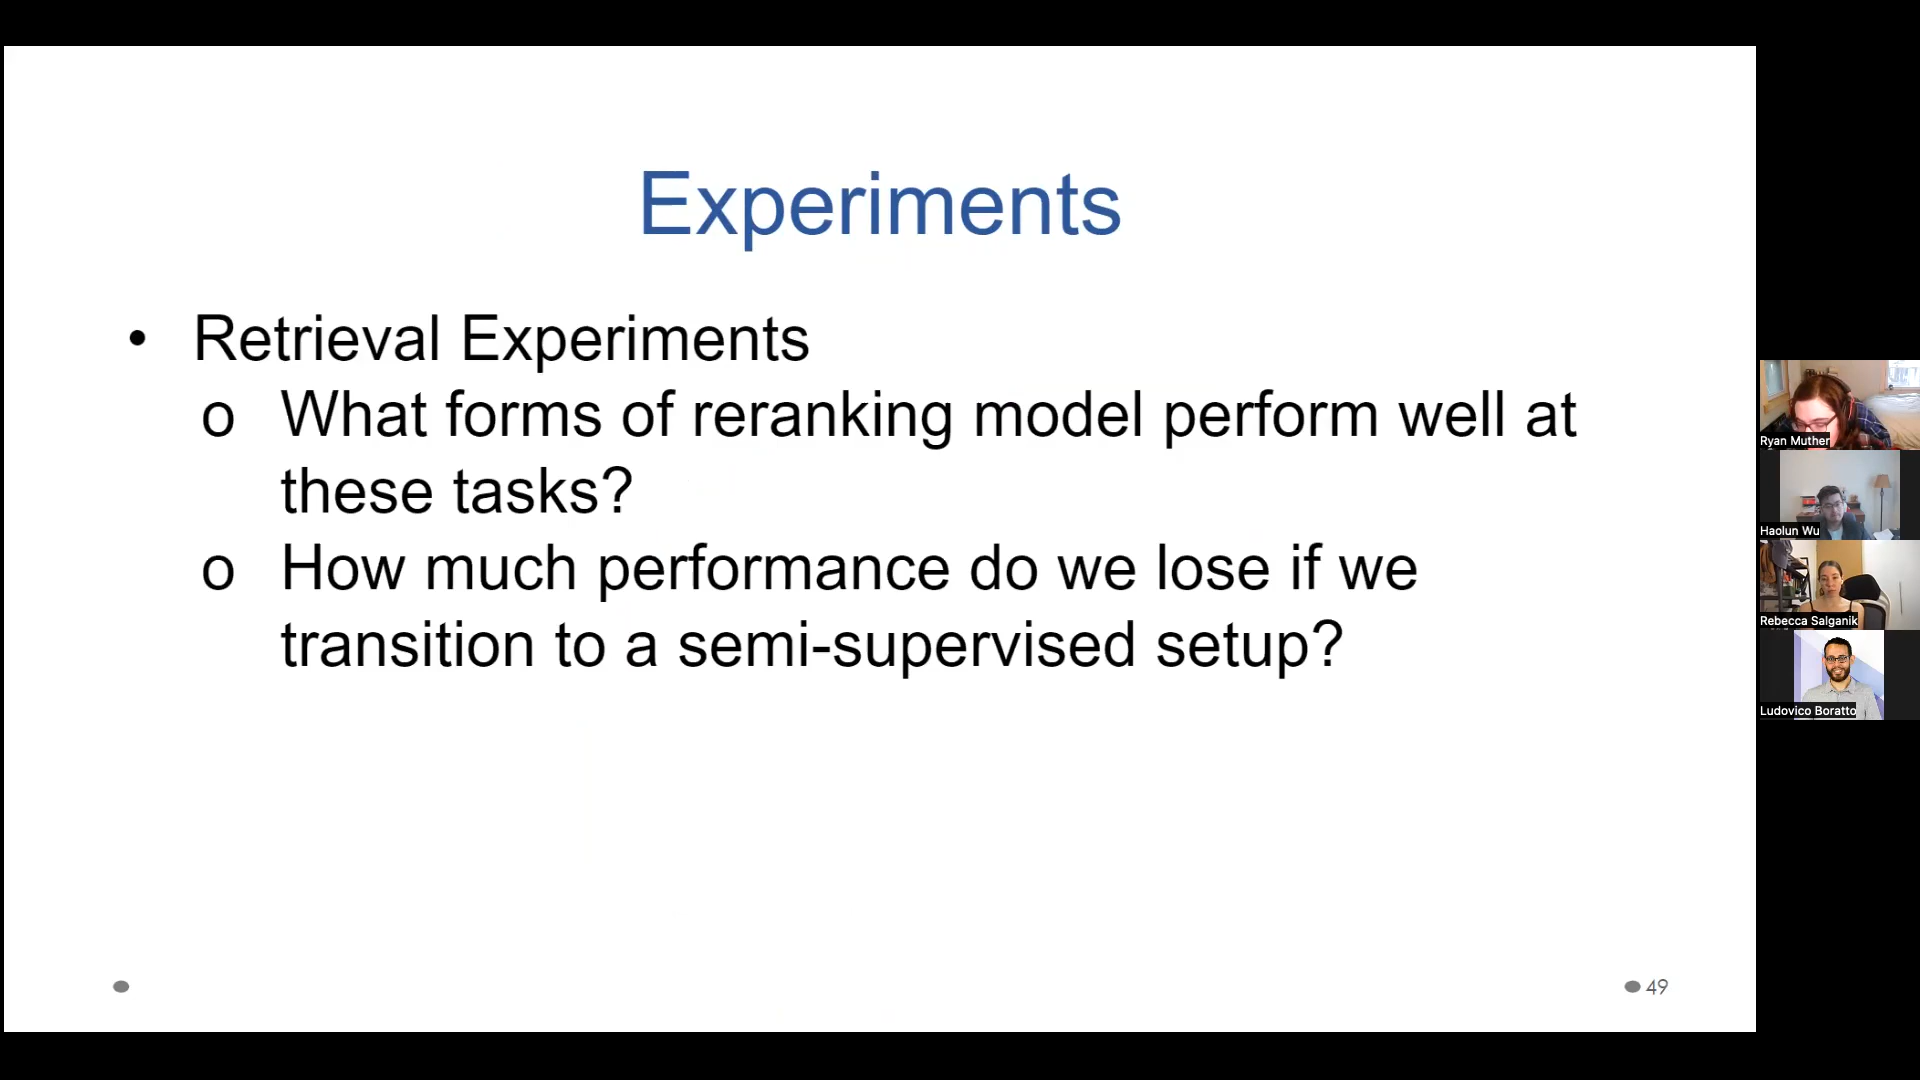 Experiments
• Retrieval Experiments
o What forms of reranking model perform well at
these tasks?
o How much performance do we lose if we
transition to a semi-supervised setup?
49
Ryan Muther
Haolun Wu
Rebecca Salganik
Ludovico Boratto